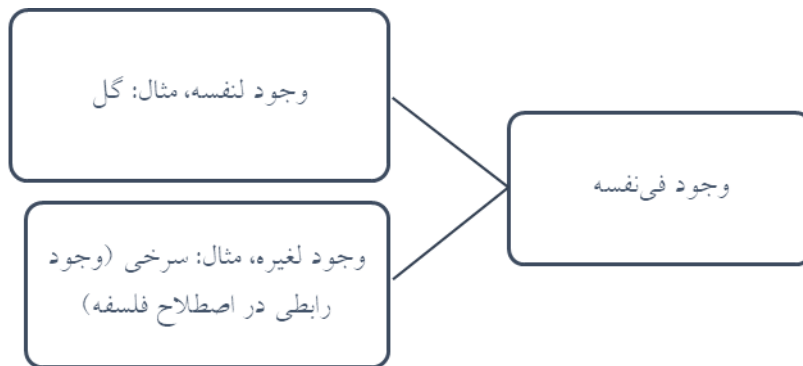 وجود فی‌نفسه
وجود لنفسه، مثال: گل
وجود لغیره، مثال: سرخی (وجود
رابطی در اصطلاح فلسفه)